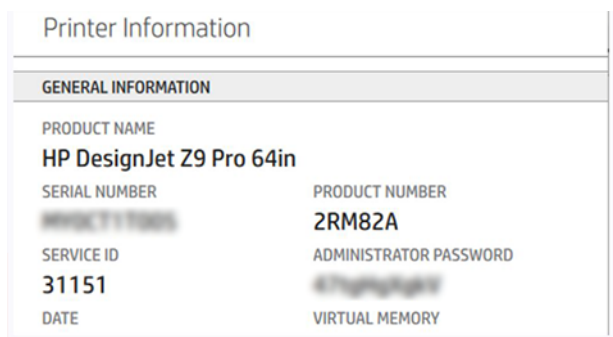 Printer Information
GENERAL INFORMATION
PRODUCT NAME
HP DesignJet Z9 Pro 64in
SERIAL NUMBER PRODUCT NUMBER
2RM82A
SERVICE ID ADMINISTRATOR PASSWORD
31151
DATE VIRTUAL MEMORY